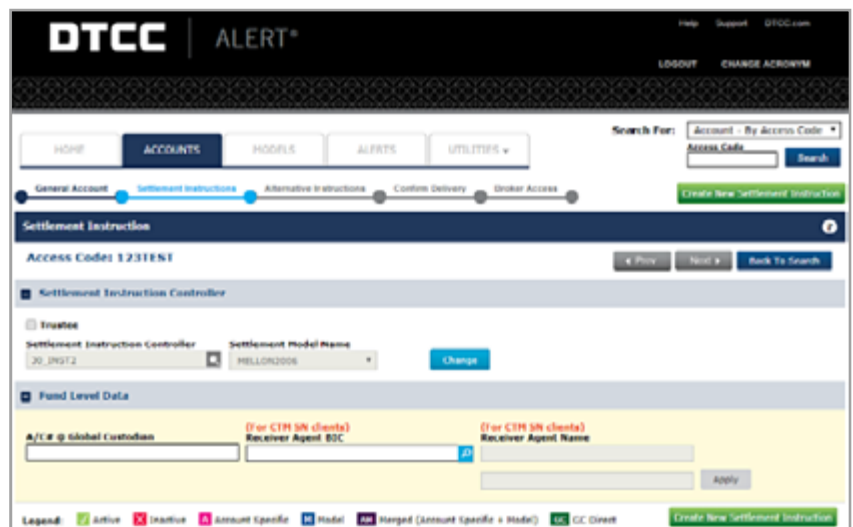 DTCC ALERT®
Help Support DTCC.com
LOGOUT CHANGE ACRONYM
Search For: Account - By Access Code
HOME ACCOUNTS MODELS ALERTS UTILITIES
Access Code
Search
General Account Settlement Instructions Alternative Instructions Confirm Delivery Broker Access
Create New Settlement Instruction
Settlement Instruction
Access Code: 123TEST
Prev Next Back To Search
Settlement Instruction Controller
Trustee
Settlement Instruction Controller Settlement Model Name
MELLON2006 Change
Fund Level Data
(For CTM SN clients) (For CTM SN clients)
A/C# @ Global Custodian Receiver Agent BIC Receiver Agent Name
Apply
Legend: Active X Inactive A Account Specific M Model AM Merged (Account Specific + Model) GC GC Direct
Create New Settlement Instruction